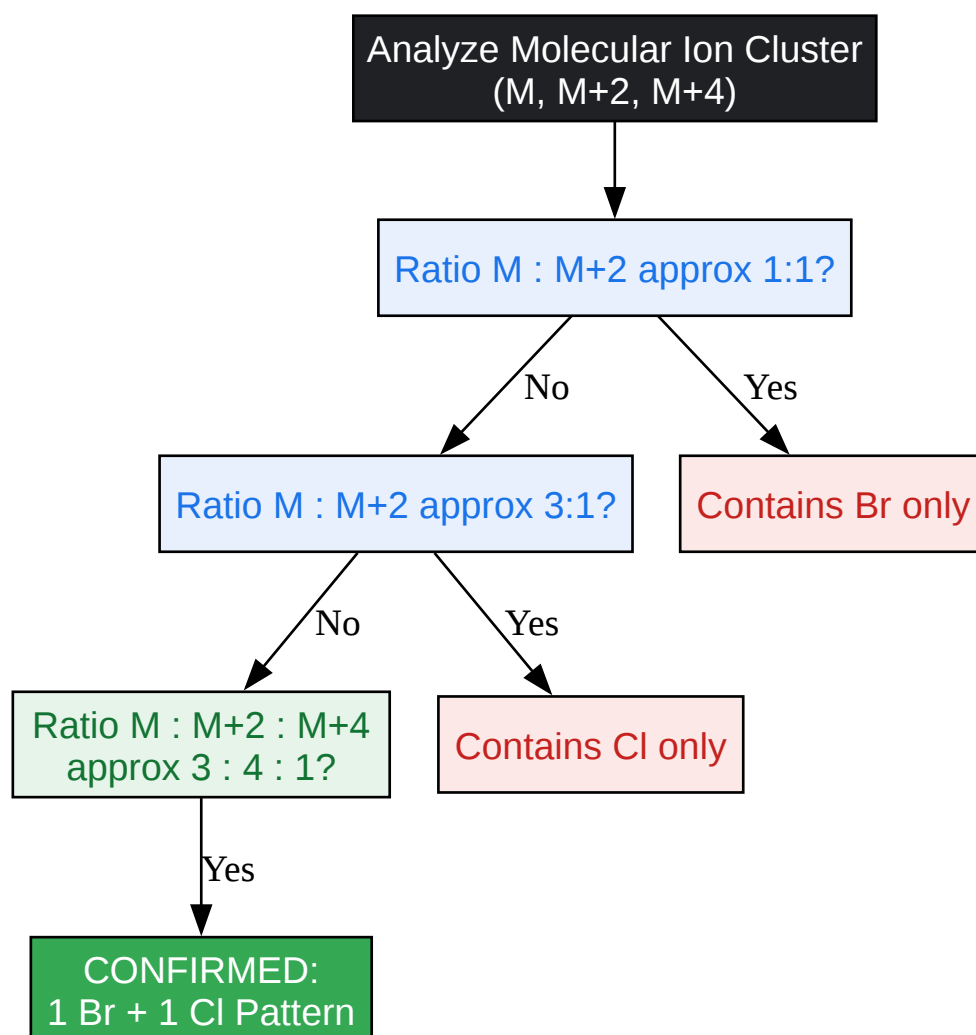 Analyze Molecular Ion Cluster
(M, M+2, M+4)
Ratio M : M+2 approx 1:1?
No
Yes
Ratio M : M+2 approx 3:1?
Contains Br only
No
Yes
Ratio M : M+2 : M+4
approx 3 : 4 : 1?
Contains Cl only
Yes
CONFIRMED:
1 Br + 1 Cl Pattern